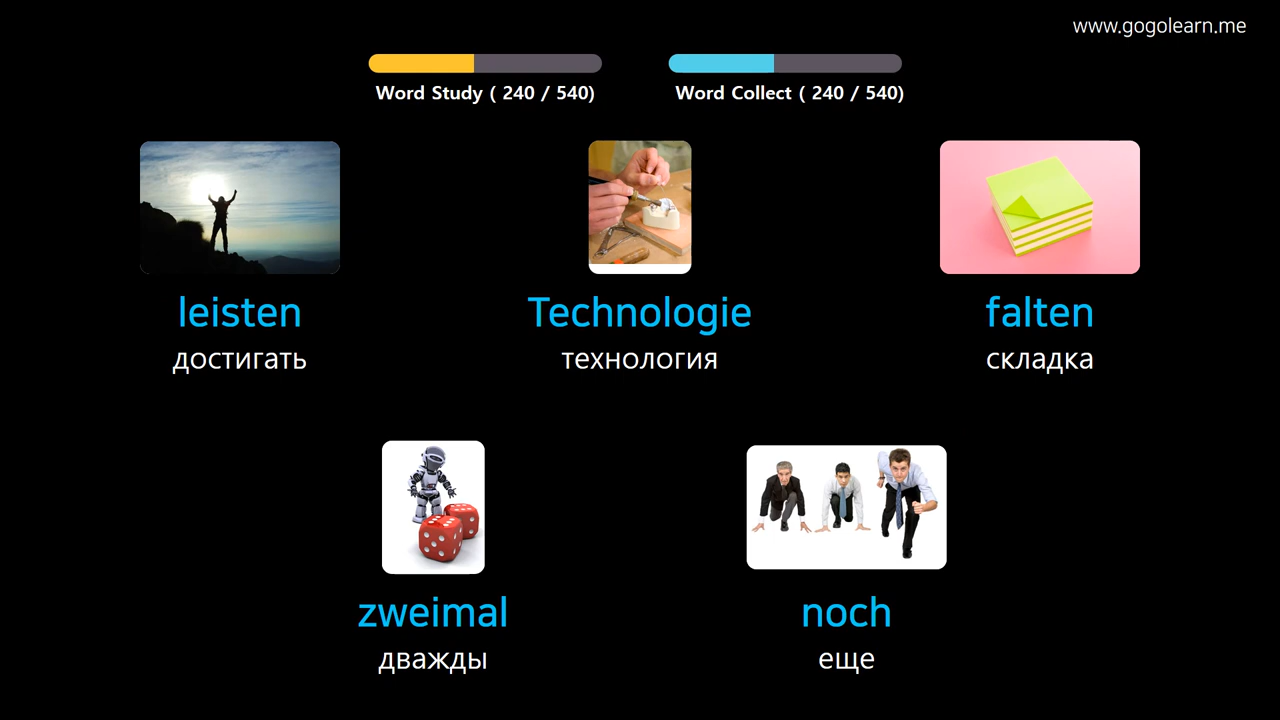 www.gogolearn.me
Word Study ( 240 / 540)
Word Collect ( 240 / 540)
leisten
достигать
Technologie
технология
falten
складка
zweimal
дважды
noch
еще